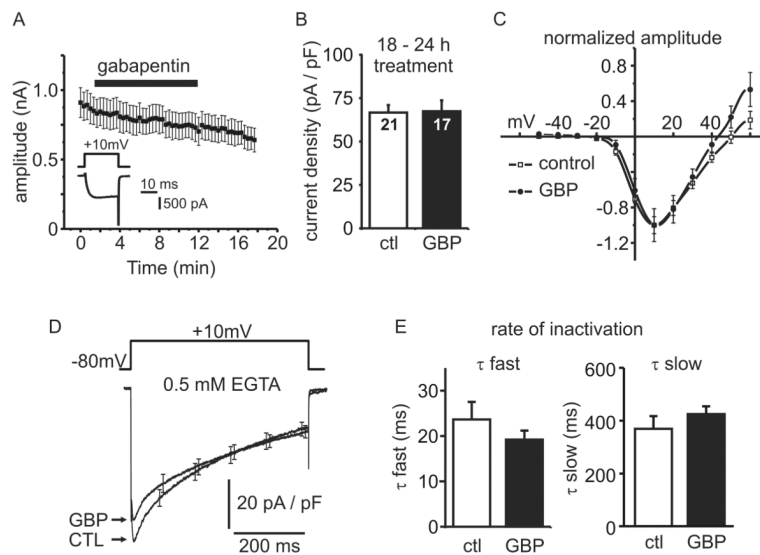 A
gabapentin
amplitude (nA)
1.0
0.5
0
+10mV
10 ms
500 pA
0 4 8 12 16 20
Time (min)
B
18 - 24 h
treatment
current density (pA / pF)
100
75
50
25
0
21
17
ctl
GBP
C
normalized amplitude
0.8
0.4
mV
-40
-20
20
40
-0.8
-1.2
control
GBP
D
+10mV
-80mV
0.5 mM EGTA
GBP
CTL
20 pA / pF
200 ms
E
rate of inactivation
τ fast
τ fast (ms)
30
20
10
0
ctl
GBP
τ slow
τ slow (ms)
600
400
200
0
ctl
GBP